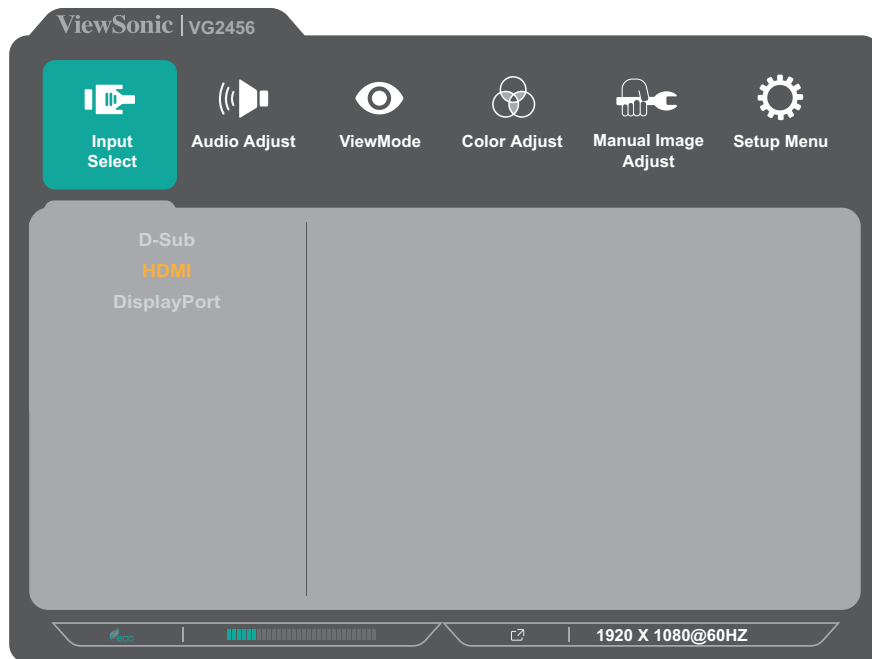 ViewSonic | VG2456
Input
Select
Audio Adjust
ViewMode
Color Adjust
Manual Image
Adjust
Setup Menu
D-Sub
HDMI
DisplayPort
eco
1920 X 1080@60HZ